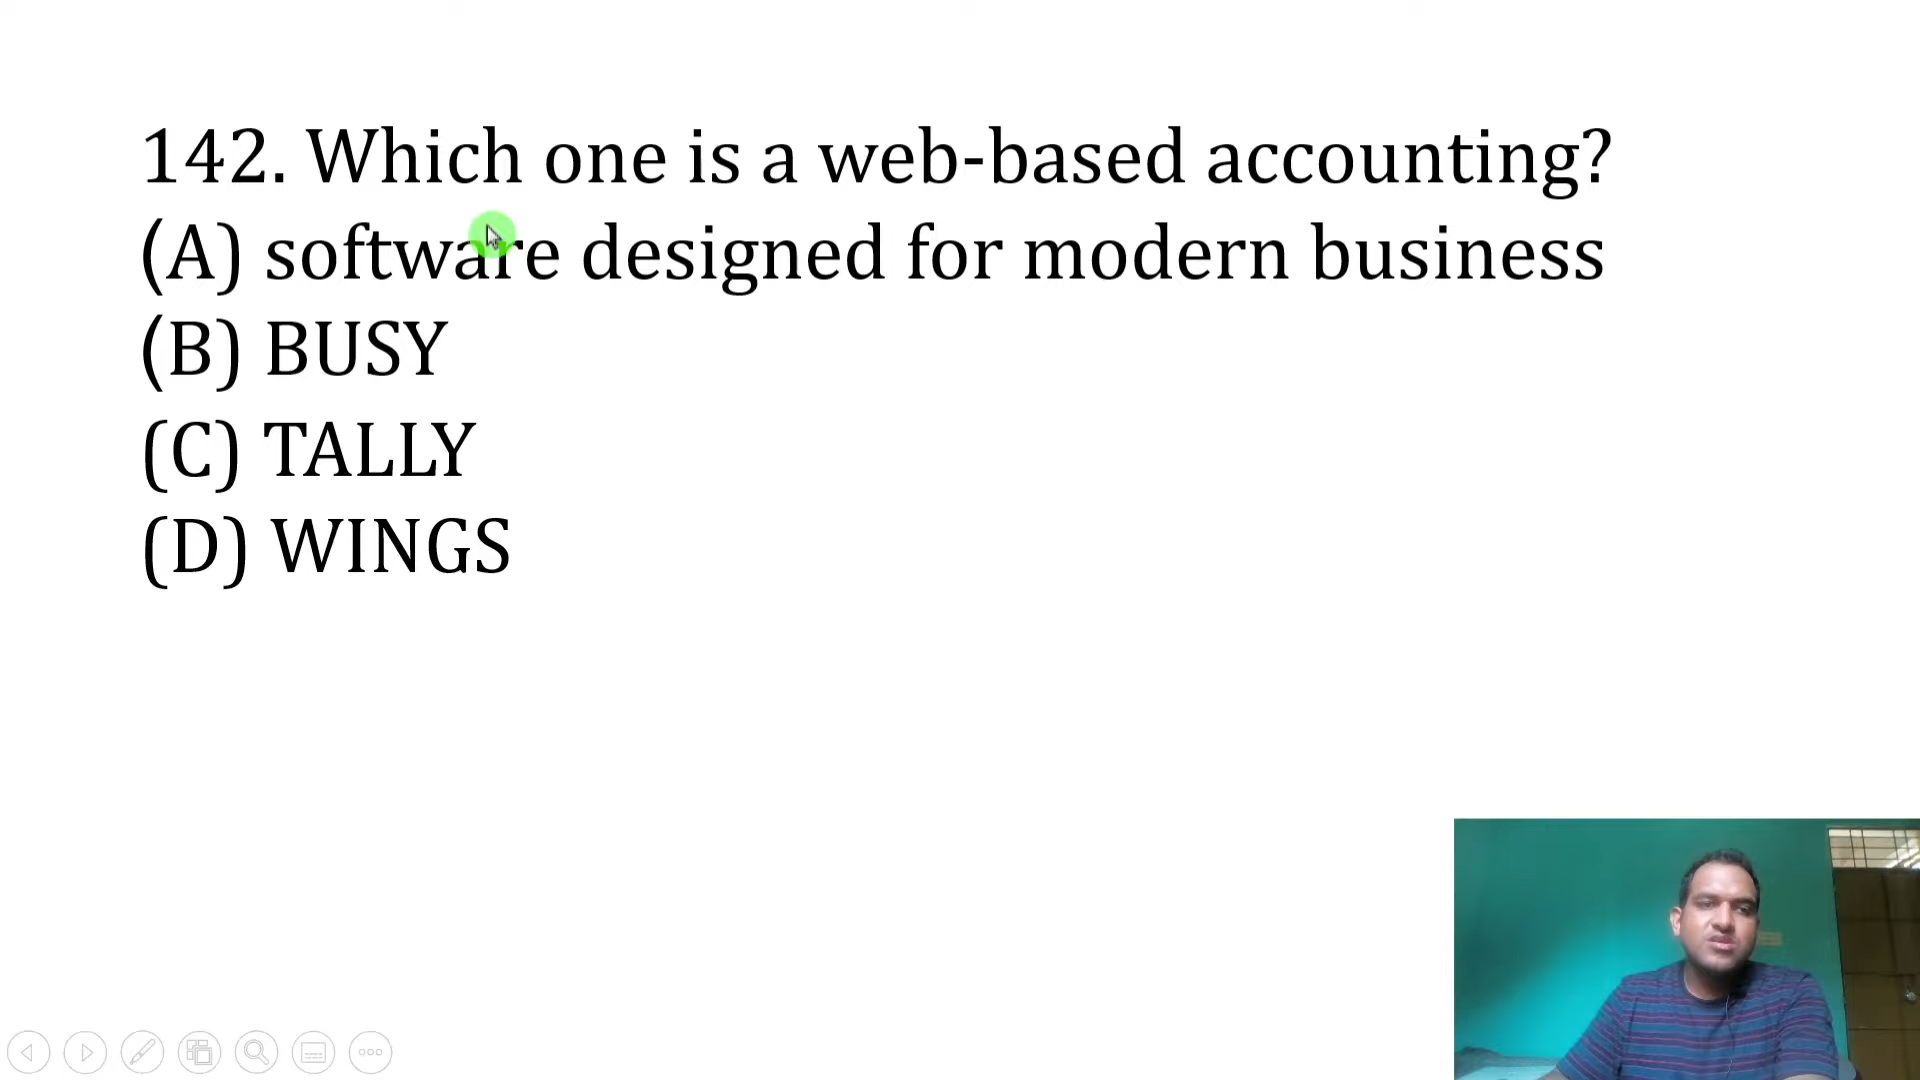 142. Which one is a web-based accounting?
(A) software designed for modern business
(B) BUSY
(C) TALLY
(D) WINGS